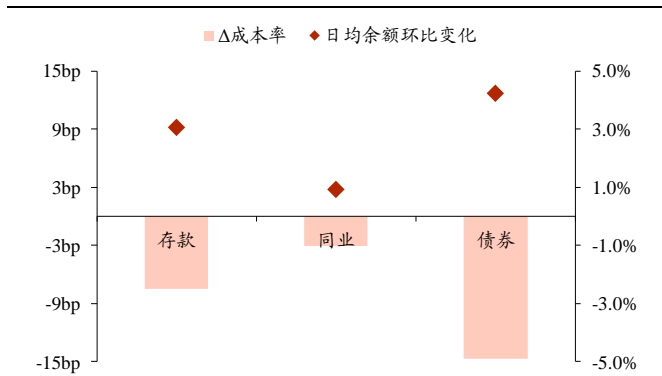 Δ成本率 日均余额环比变化
15bp 5.0%
9bp 3.0%
3bp 1.0%
-3bp 存款 同业 债券 -1.0%
-9bp -3.0%
-15bp -5.0%